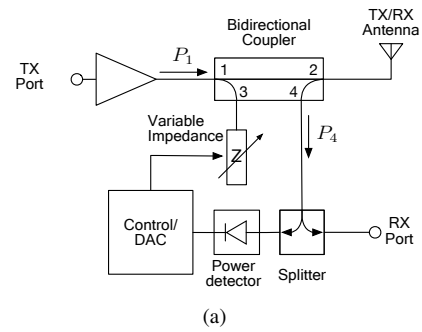 Bidirectional
Coupler
TX/RX
Antenna
TX
Port
P₁
1
2
3
4
Variable
Impedance
Z
P₄
Control/
DAC
Power
detector
Splitter
RX
Port
(a)